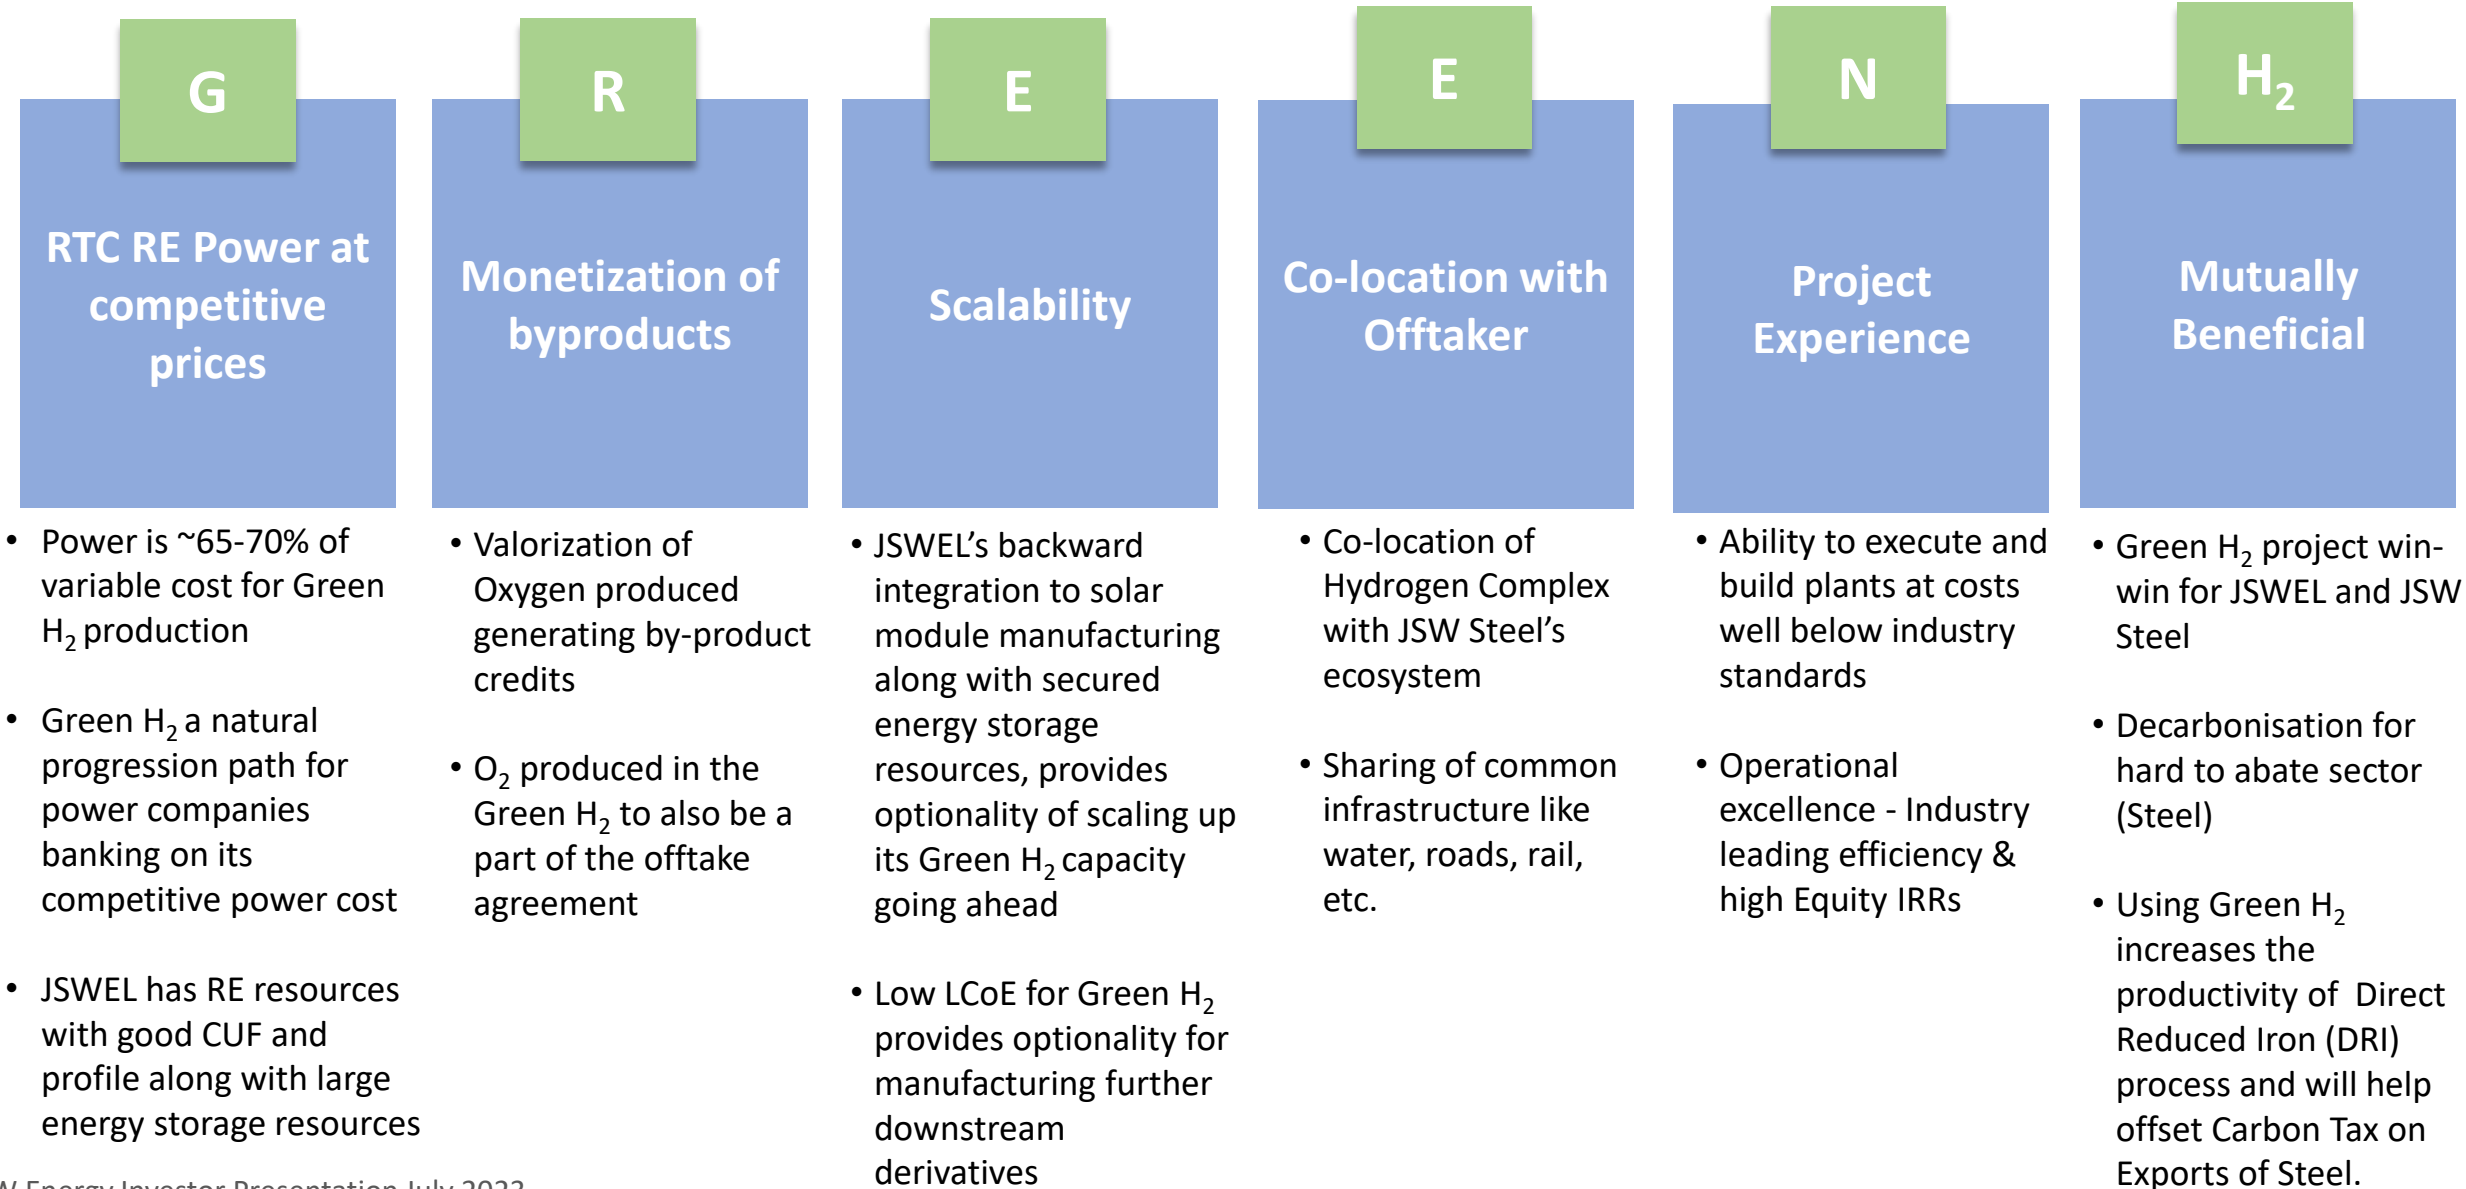 G
RTC RE Power at
competitive
prices
• Power is ~65-70% of
variable cost for Green
H₂ production
• Green H₂ a natural
progression path for
power companies
banking on its
competitive power cost
• JSWEL has RE resources
with good CUF and
profile along with large
energy storage resources
R
Monetization of
byproducts
• Valorization of
Oxygen produced
generating by-product
credits
• O₂ produced in the
Green H₂ to also be a
part of the offtake
agreement
E
Scalability
• JSWEL’s backward
integration to solar
module manufacturing
along with secured
energy storage
resources, provides
optionality of scaling up
its Green H₂ capacity
going ahead
• Low LCoE for Green H₂
provides optionality for
manufacturing further
downstream
derivatives
E
Co-location with
Offtaker
• Co-location of
Hydrogen Complex
with JSW Steel’s
ecosystem
• Sharing of common
infrastructure like
water, roads, rail,
etc.
N
Project
Experience
• Ability to execute and
build plants at costs
well below industry
standards
• Operational
excellence - Industry
leading efficiency &
high Equity IRRs
H₂
Mutually
Beneficial
• Green H₂ project win-
win for JSWEL and JSW
Steel
• Decarbonisation for
hard to abate sector
(Steel)
• Using Green H₂
increases the
productivity of Direct
Reduced Iron (DRI)
process and will help
offset Carbon Tax on
Exports of Steel.
Energy Investor Presentation July 2023